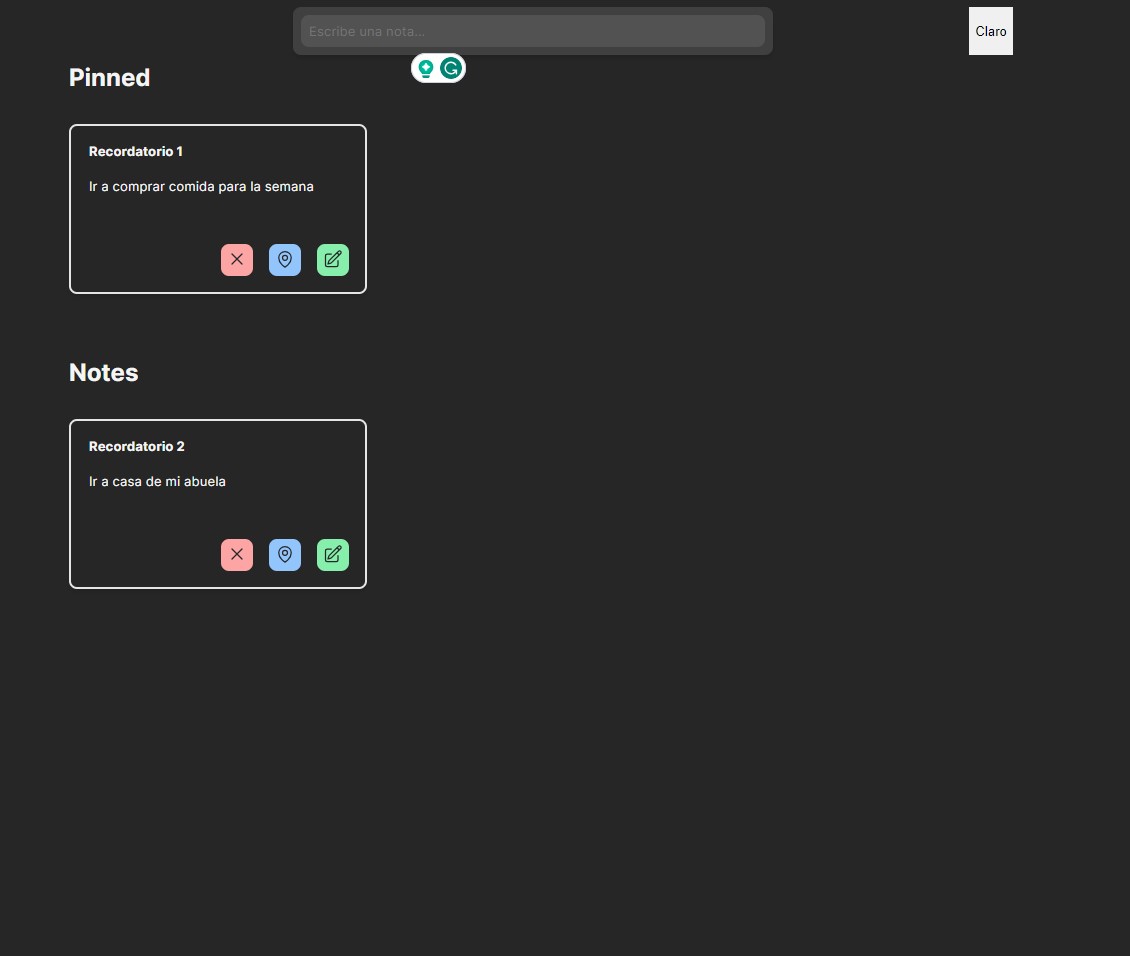 Escribe una nota...
Claro
Pinned
Recordatorio 1
Ir a comprar comida para la semana
Notes
Recordatorio 2
Ir a casa de mi abuela